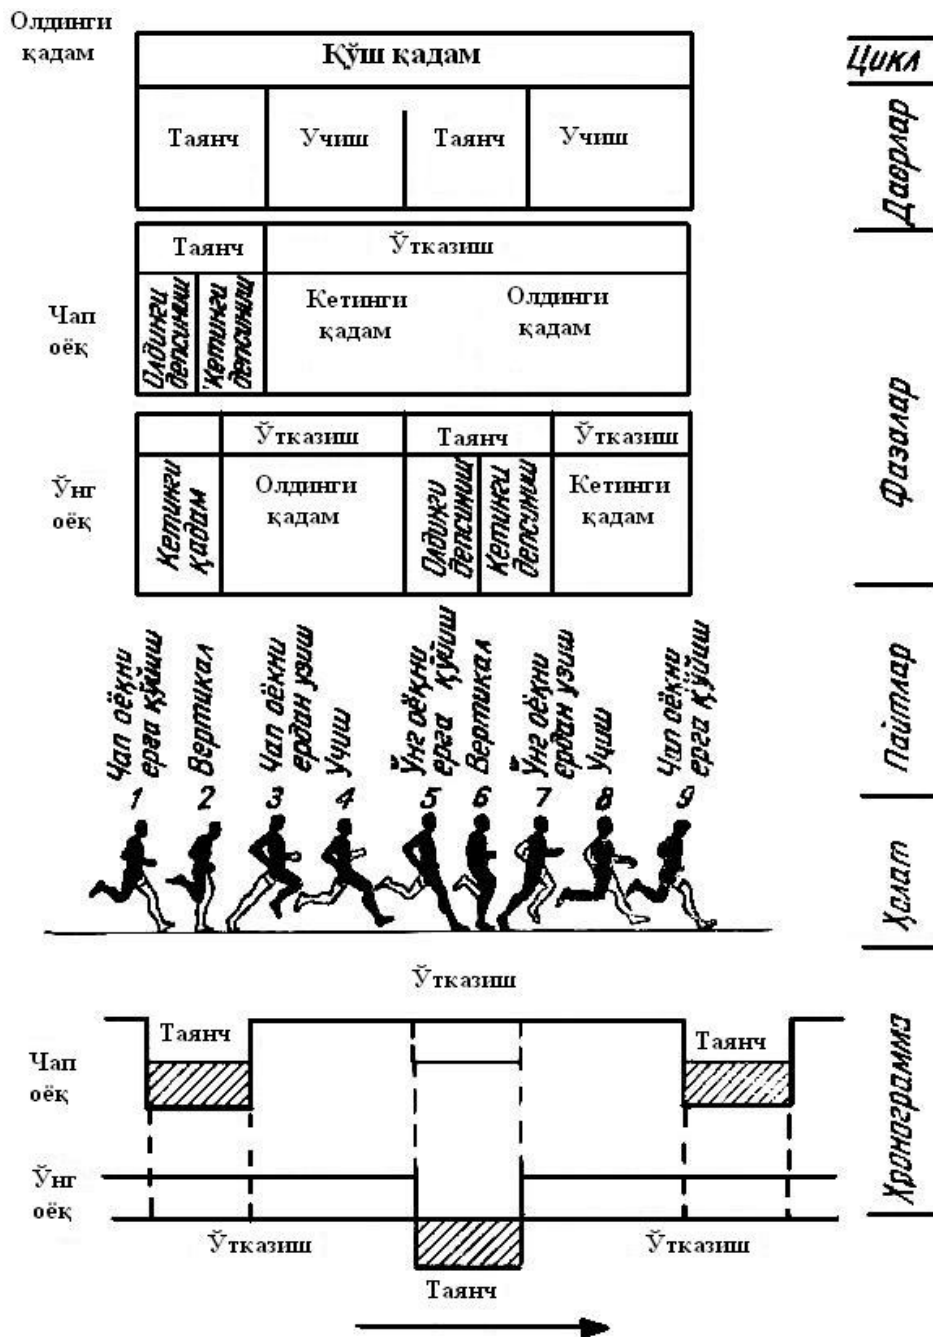 Олдинги
қадам
Қўш қадам
Цикл
Таянч
Учиш
Таянч
Учиш
Даврлар
Таянч
Ўтказиш
Чап
оёқ
Олдинги
депсиниш
Кетинги
депсиниш
Кетинги
қадам
Олдинги
қадам
Ўтказиш
Таянч
Ўтказиш
Ўнг
оёқ
Кетинги
қадам
Олдинги
қадам
Олдинги
депсиниш
Кетинги
депсиниш
Кетинги
қадам
Фазалар
Чап оёқни
ерга қўйиш
Вертикал
Чап оёкни
ердан узиш
Учиш
Ўнг оёқни
ерга қўйиш
Вертикал
Ўнг оёқни
ердан узиш
Учиш
Чап оёқни
ерга қўйиш
Пайтлар
1 2 3 4 5 6 7 8 9
Ҳолат
Ўтказиш
Таянч
Таянч
Чап
оёқ
Хронограмма
Ўнг
оёқ
Ўтказиш
Ўтказиш
Таянч